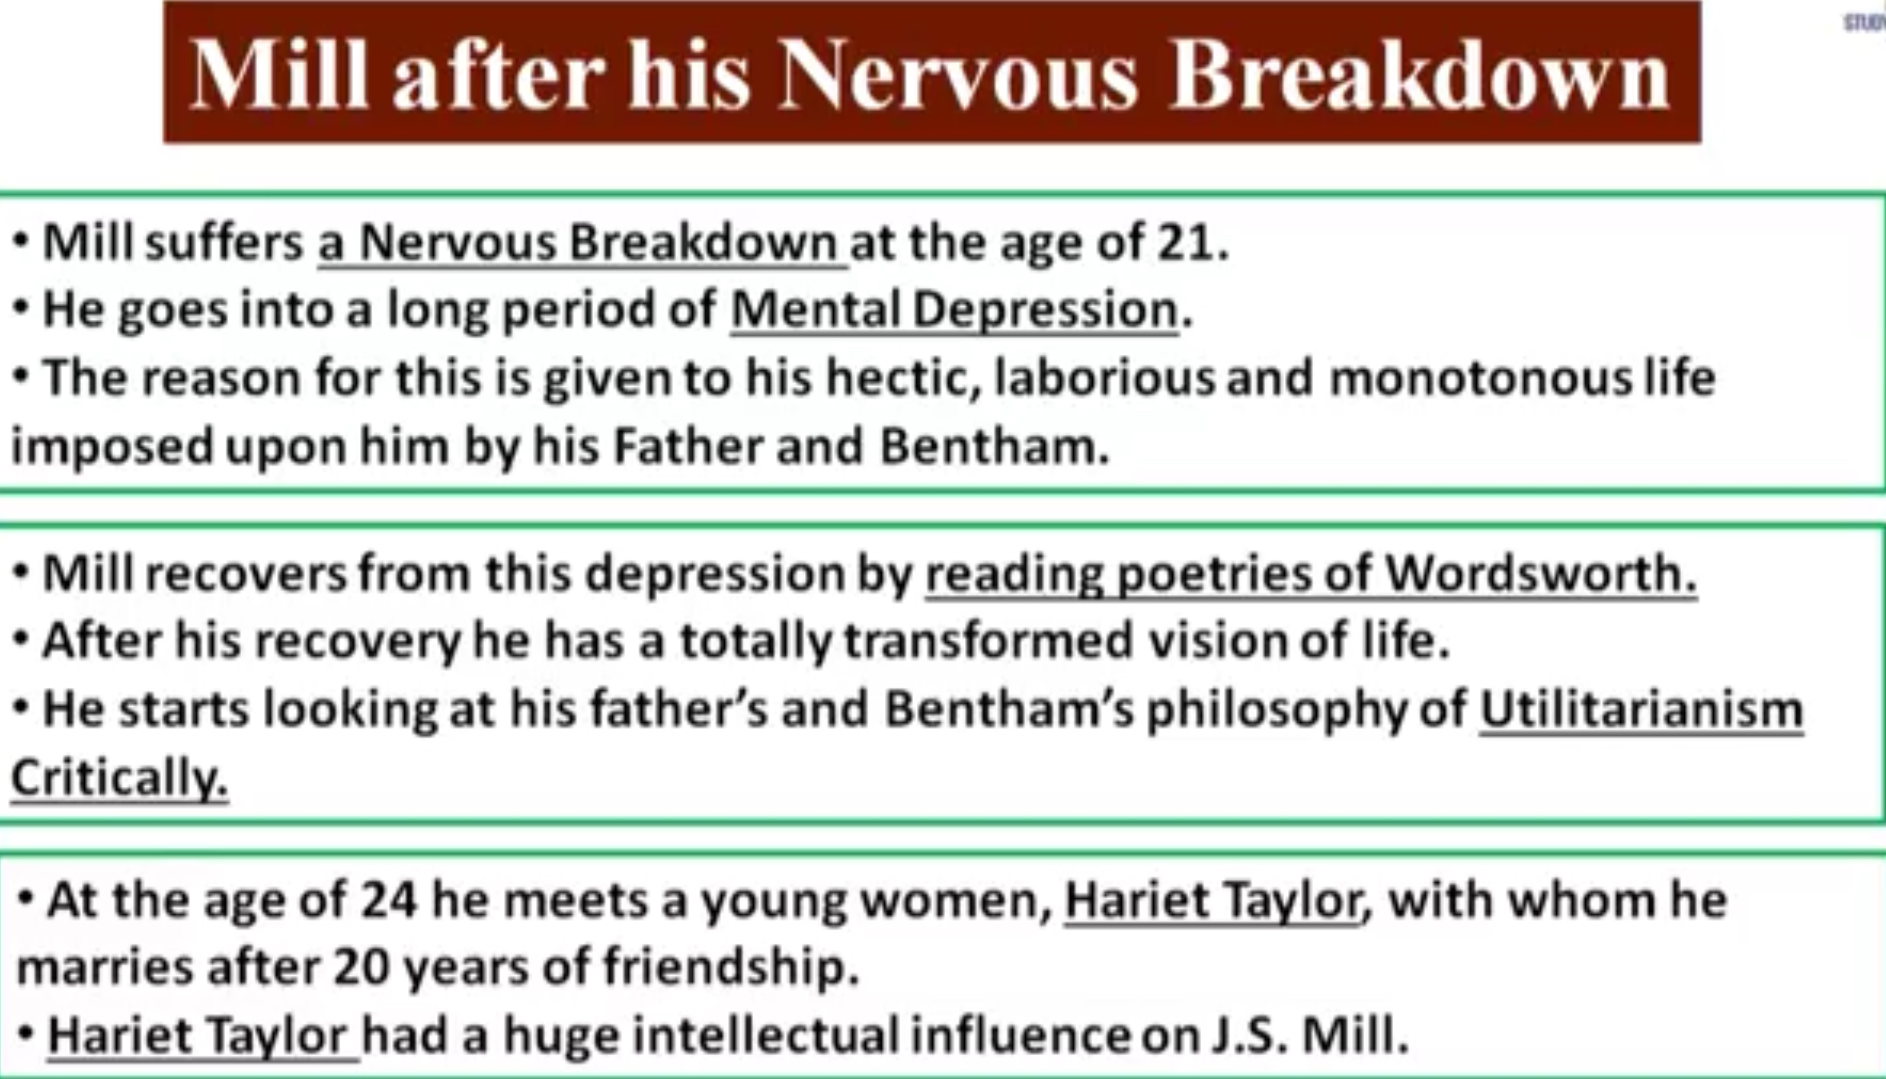 STUDY
Mill after his Nervous Breakdown
• Mill suffers a Nervous Breakdown at the age of 21.
• He goes into a long period of Mental Depression.
• The reason for this is given to his hectic, laborious and monotonous life
imposed upon him by his Father and Bentham.
• Mill recovers from this depression by reading poetries of Wordsworth.
• After his recovery he has a totally transformed vision of life.
• He starts looking at his father’s and Bentham’s philosophy of Utilitarianism
Critically.
• At the age of 24 he meets a young women, Hariet Taylor, with whom he
marries after 20 years of friendship.
• Hariet Taylor had a huge intellectual influence on J.S. Mill.